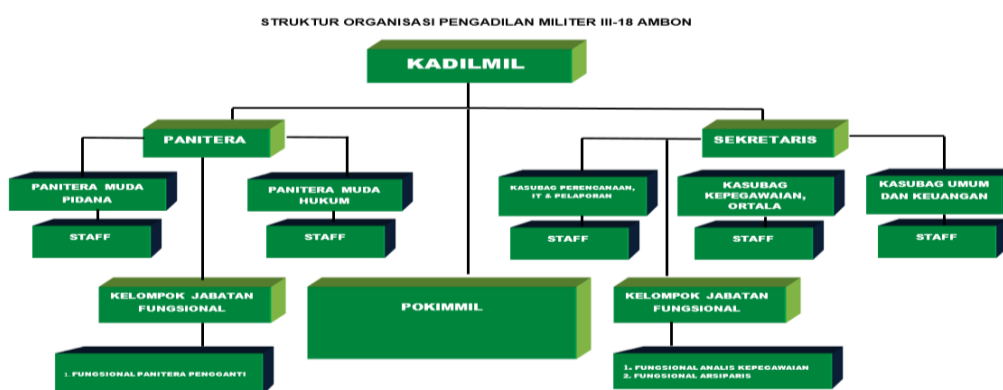 STRUKTUR ORGANISASI PENGADILAN MILITER III-18 AMBON
KADILMIL
PANITERA
SEKRETARIS
PANITERA MUDA
PIDANA
PANITERA MUDA
HUKUM
KASUBAG PERENCANAAN,
IT & PELAPORAN
KASUBAG
KEPEGAWAIAN,
ORTALA
KASUBAG UMUM
DAN KEUANGAN
STAFF
STAFF
STAFF
STAFF
STAFF
KELOMPOK JABATAN
FUNGSIONAL
POKIMMIL
KELOMPOK JABATAN
FUNGSIONAL
1. FUNGSIONAL PANITERA PENGGANTI
1. FUNGSIONAL ANALIS KEPEGAWAIAN
2. FUNGSIONAL ARSIPARIS